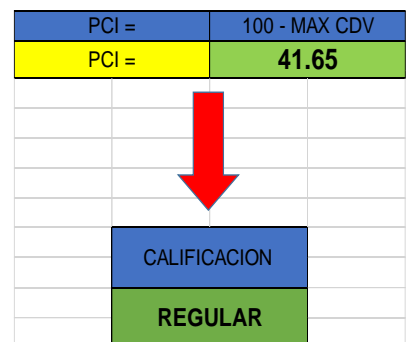 PCI = 100 - MAX CDV
PCI = 41.65
CALIFICACION
REGULAR